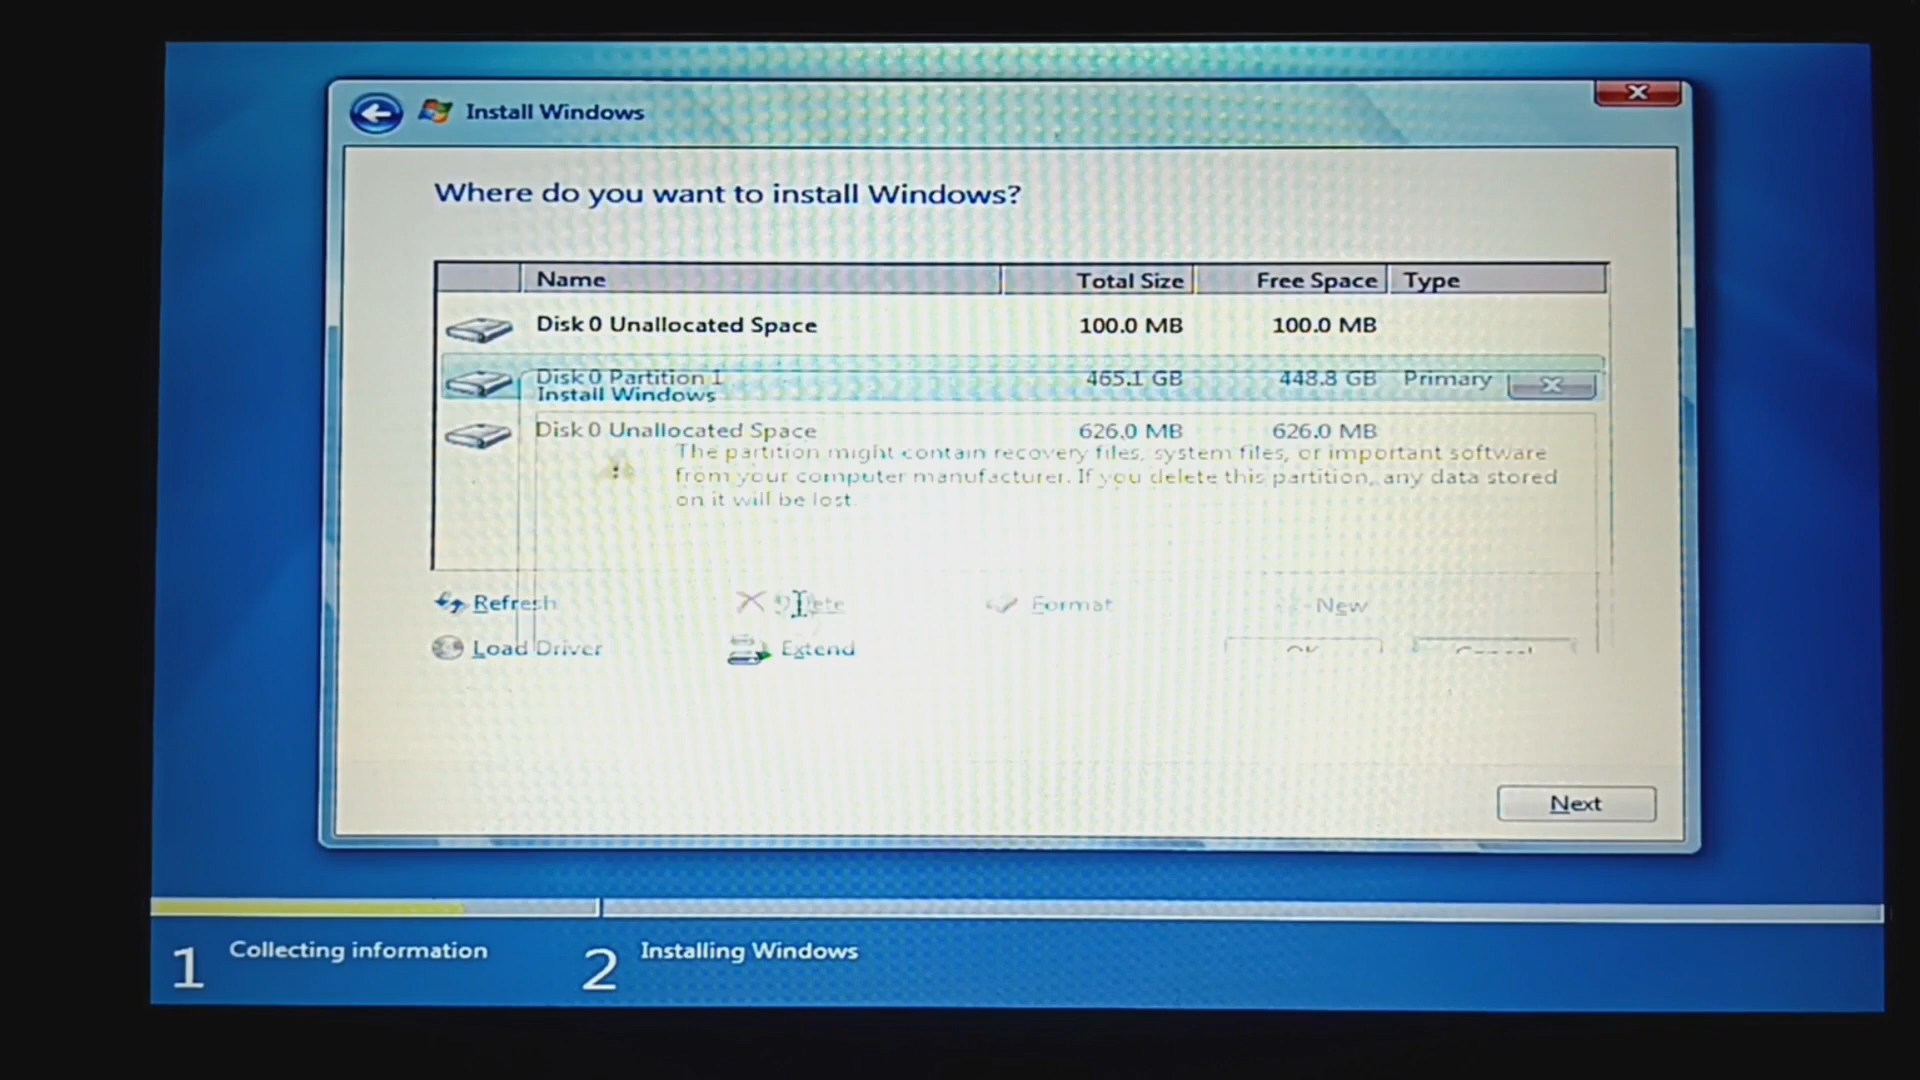 Install Windows
Where do you want to install Windows?
Name Total Size Free Space Type
Disk 0 Unallocated Space 100.0 MB 100.0 MB
Disk 0 Partition 1 465.1 GB 448.8 GB Primary
Install Windows
Disk 0 Unallocated Space 626.0 MB 626.0 MB
The partition might contain recovery files, system files, or important software
from your computer manufacturer. If you delete this partition, any data stored
on it will be lost.
Refresh Format New
Load Driver Extend
Next
1 Collecting information 2 Installing Windows